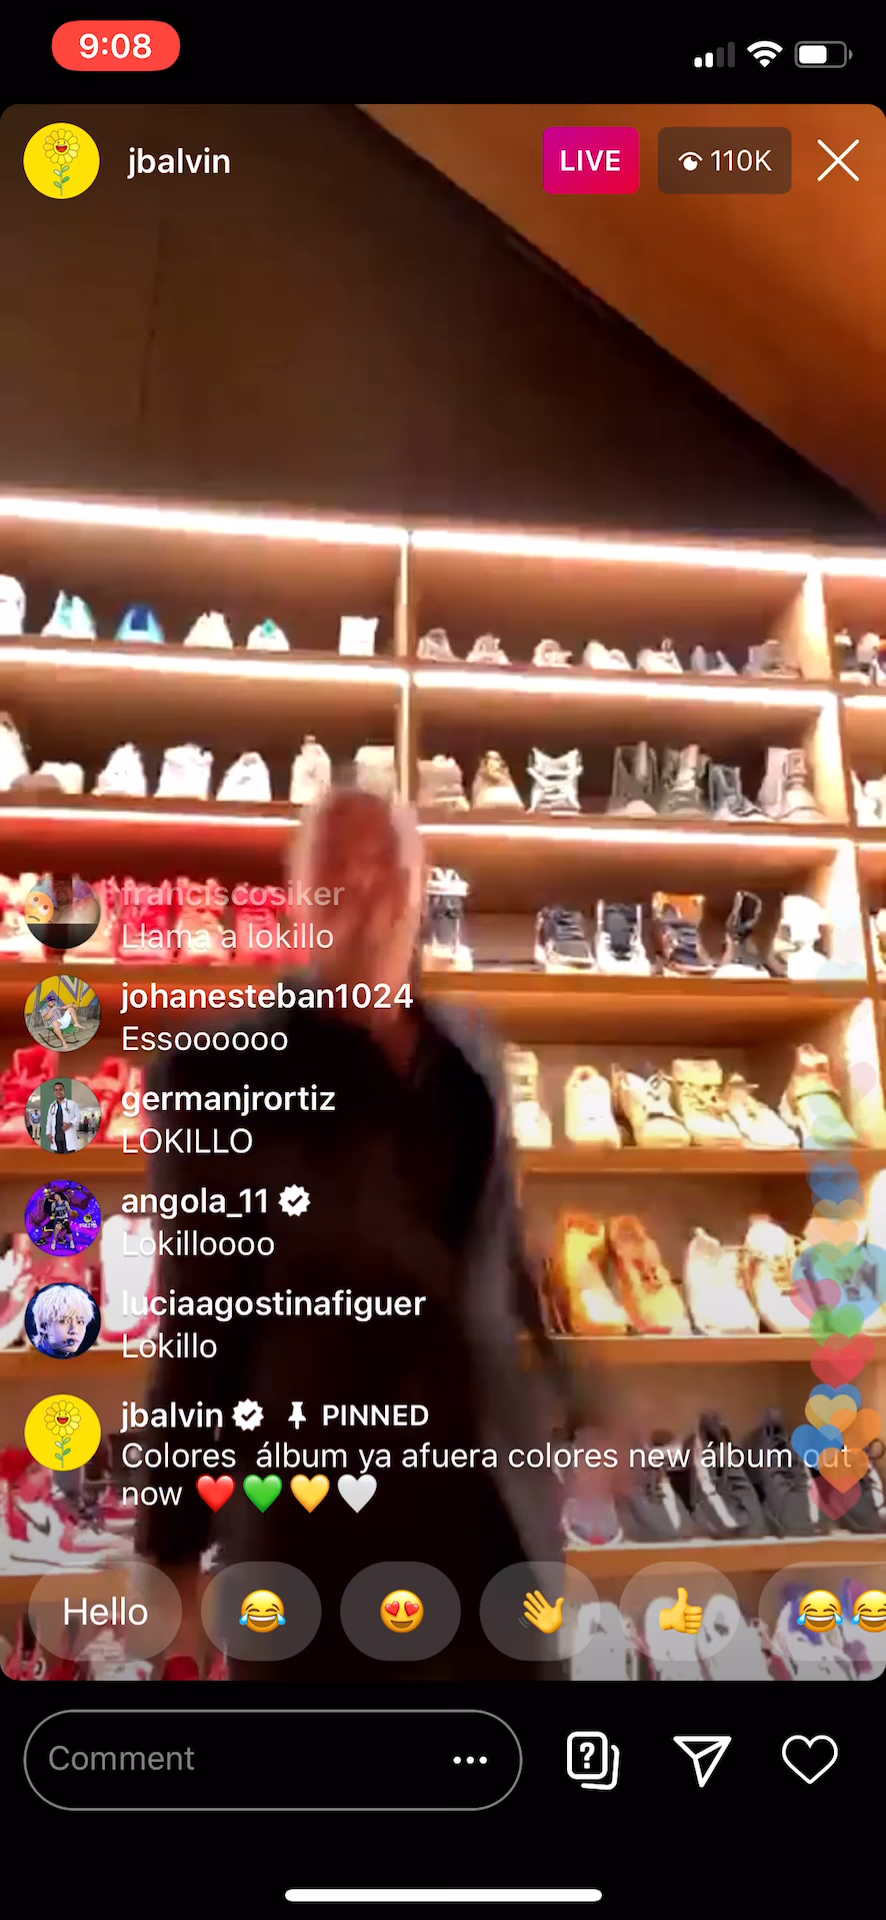 9:08
jbalvin
LIVE
110K
franciscosiker
Llama a lokillo
johanesteban1024
Essoooooo
germanjrortiz
LOKILLO
angola_11
Lokilloooo
luciaagostinafiguer
Lokillo
jbalvin PINNED
Colores álbum ya afuera colores new álbum out
now ❤️💚💛🤍
Hello
Comment